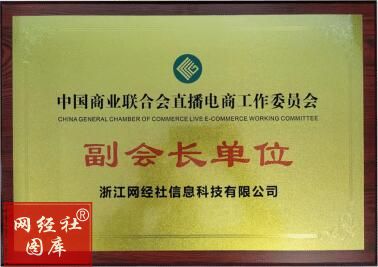 中国商业联合会直播电商工作委员会
CHINA GENERAL CHAMBER OF COMMERCE LIVE E-COMMERCE WORKING COMMITTEE
副会长单位
浙江网经社信息科技有限公司
网经社®
图库